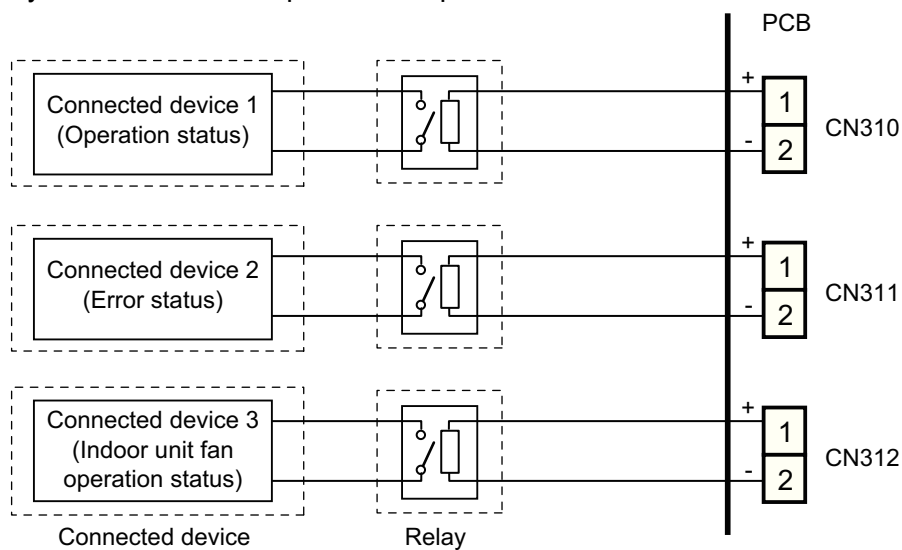 PCB
Connected device 1
(Operation status)
+
1
-
2
CN310
Connected device 2
(Error status)
+
1
-
2
CN311
Connected device 3
(Indoor unit fan
operation status)
+
1
-
2
CN312
Connected device
Relay